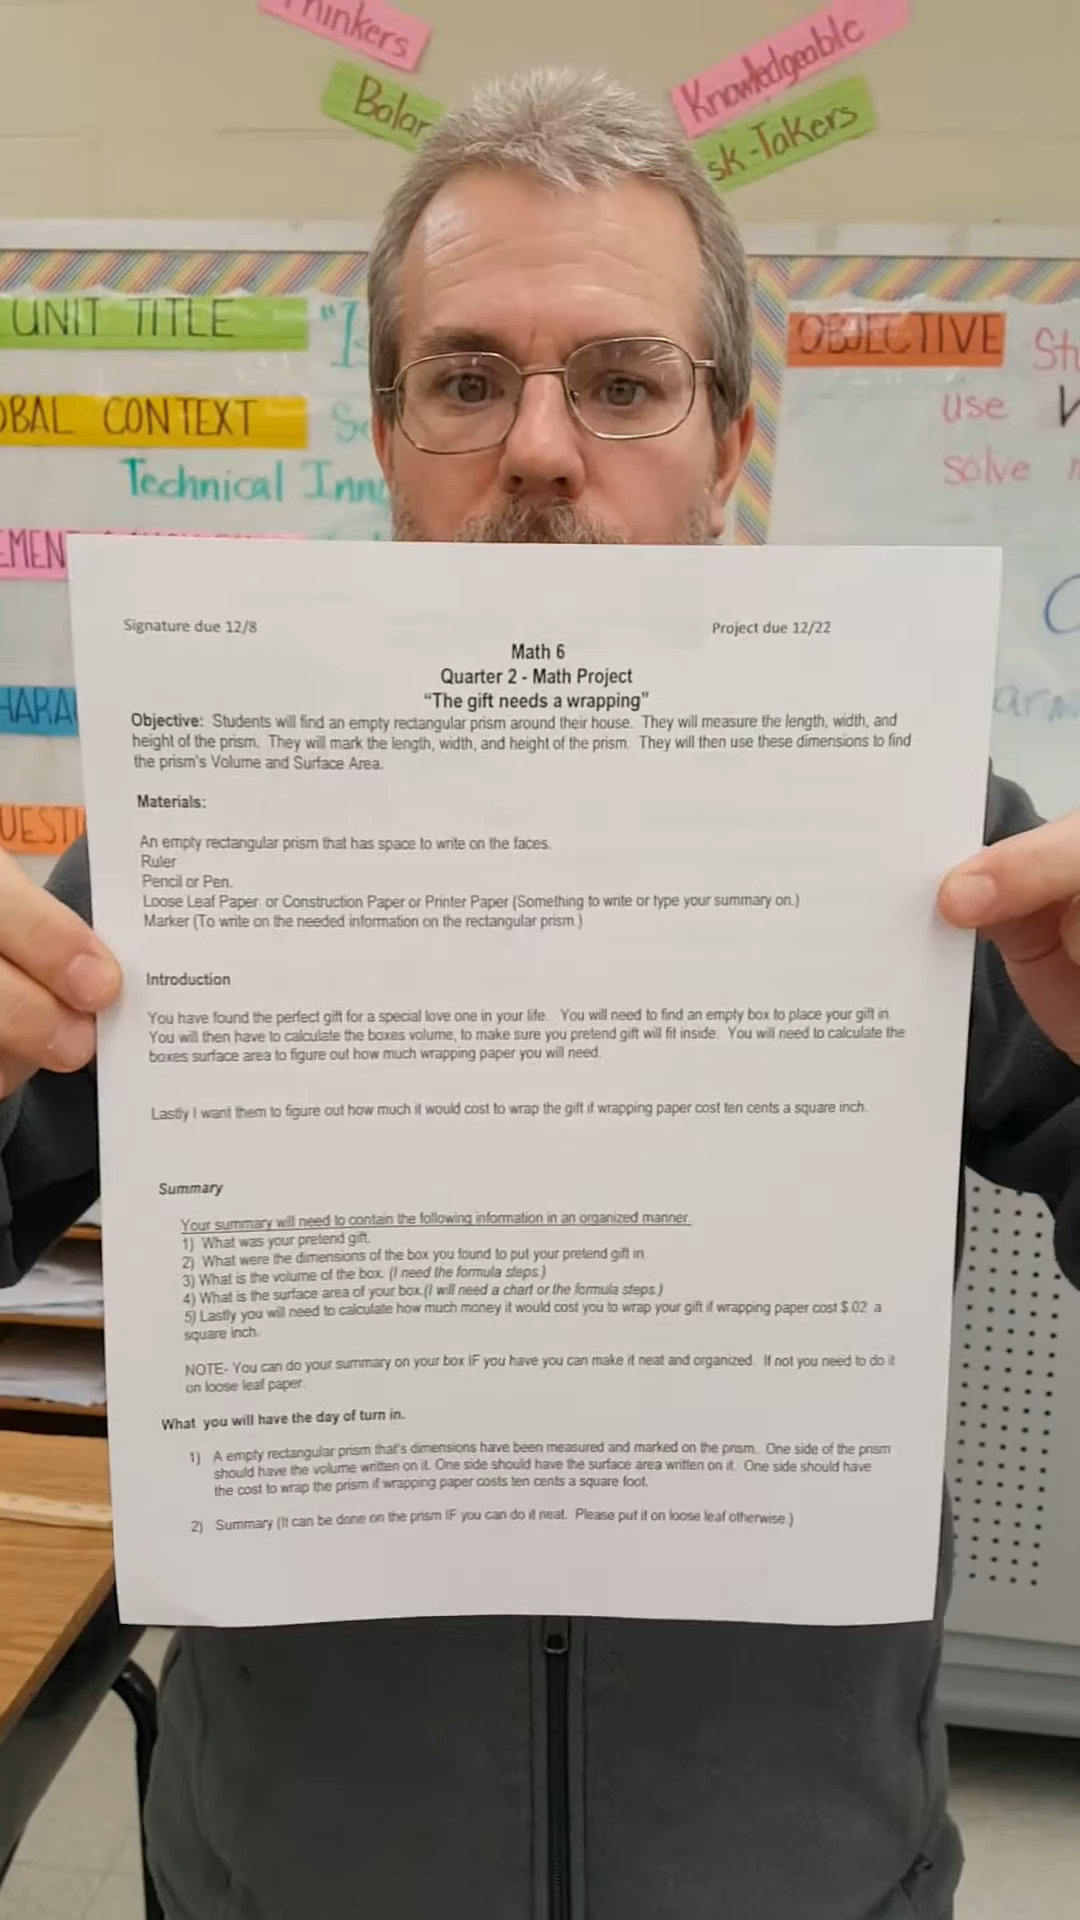 Thinkers
Knowledgeable
sk-Takers
UNIT TITLE
OBJECTIVE
OBAL CONTEXT
use
solve
Technical
Signature due 12/8
Project due 12/22
Math 6
Quarter 2 - Math Project
“The gift needs a wrapping”
Objective: Students will find an empty rectangular prism around their house. They will measure the length, width, and
height of the prism. They will mark the length, width, and height of the prism. They will then use these dimensions to find
the prism's Volume and Surface Area.
Materials:
An empty rectangular prism that has space to write on the faces.
Ruler
Pencil or Pen.
Loose Leaf Paper or Construction Paper or Printer Paper (Something to write or type your summary on.)
Marker (To write on the needed information on the rectangular prism.)
Introduction
You have found the perfect gift for a special love one in your life. You will need to find an empty box to place your gift in.
You will then have to calculate the boxes volume, to make sure you pretend gift will fit inside. You will need to calculate the
boxes surface area to figure out how much wrapping paper you will need.
Lastly I want them to figure out how much it would cost to wrap the gift if wrapping paper cost ten cents a square inch.
Summary
Your summary will need to contain the following information in an organized manner.
1) What was your pretend gift.
2) What were the dimensions of the box you found to put your pretend gift in.
3) What is the volume of the box. (I need the formula steps.)
4) What is the surface area of your box.(I will need a chart or the formula steps.)
5) Lastly you will need to calculate how much money it would cost you to wrap your gift if wrapping paper cost $.02 a
square inch.
NOTE- You can do your summary on your box IF you have you can make it neat and organized. If not you need to do it
on loose leaf paper.
What you will have the day of turn in.
1) A empty rectangular prism that's dimensions have been measured and marked on the prism. One side of the prism
should have the volume written on it. One side should have the surface area written on it. One side should have
the cost to wrap the prism if wrapping paper costs ten cents a square foot.
2) Summary (It can be done on the prism IF you can do it neat. Please put it on loose leaf otherwise.)